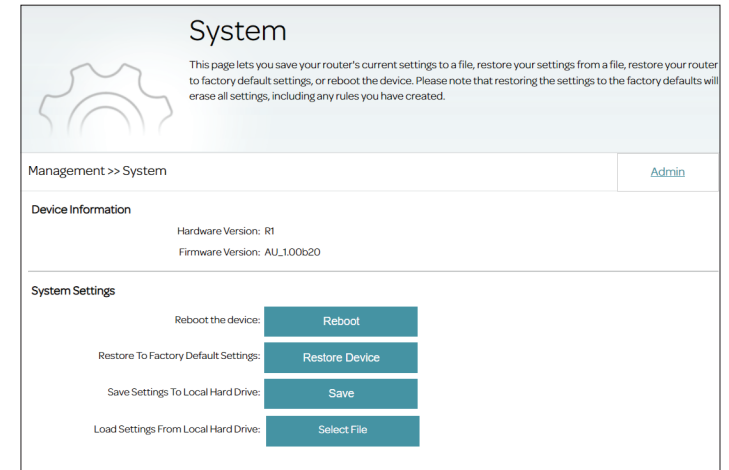 System
This page lets you save your router's current settings to a file, restore your settings from a file, restore your router
to factory default settings, or reboot the device. Please note that restoring the settings to the factory defaults will
erase all settings, including any rules you have created.
Management >> System
Admin
Device Information
Hardware Version: R1
Firmware Version: AU_1.00b20
System Settings
Reboot the device: Reboot
Restore To Factory Default Settings: Restore Device
Save Settings To Local Hard Drive: Save
Load Settings From Local Hard Drive: Select File